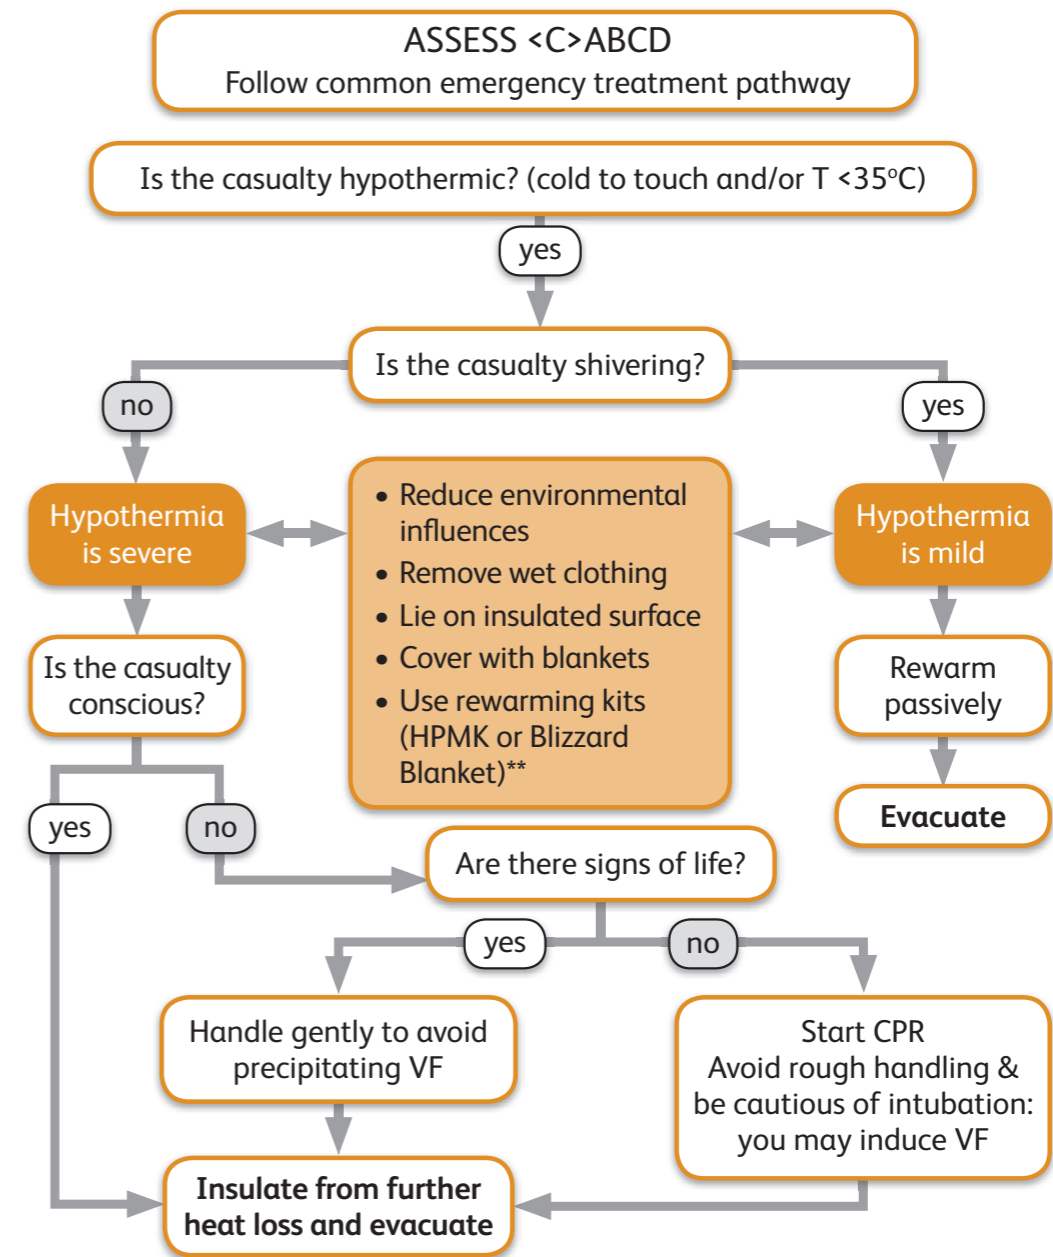 ASSESS <C>ABCD
Follow common emergency treatment pathway
Is the casualty hypothermic? (cold to touch and/or T <35°C)
yes
Is the casualty shivering?
no
yes
Hypothermia
is severe
• Reduce environmental
influences
• Remove wet clothing
• Lie on insulated surface
• Cover with blankets
• Use rewarming kits
(HPMK or Blizzard
Blanket)**
Hypothermia
is mild
Is the casualty
conscious?
Rewarm
passively
Evacuate
yes
no
Are there signs of life?
yes
no
Handle gently to avoid
precipitating VF
Start CPR
Avoid rough handling &
be cautious of intubation:
you may induce VF
Insulate from further
heat loss and evacuate